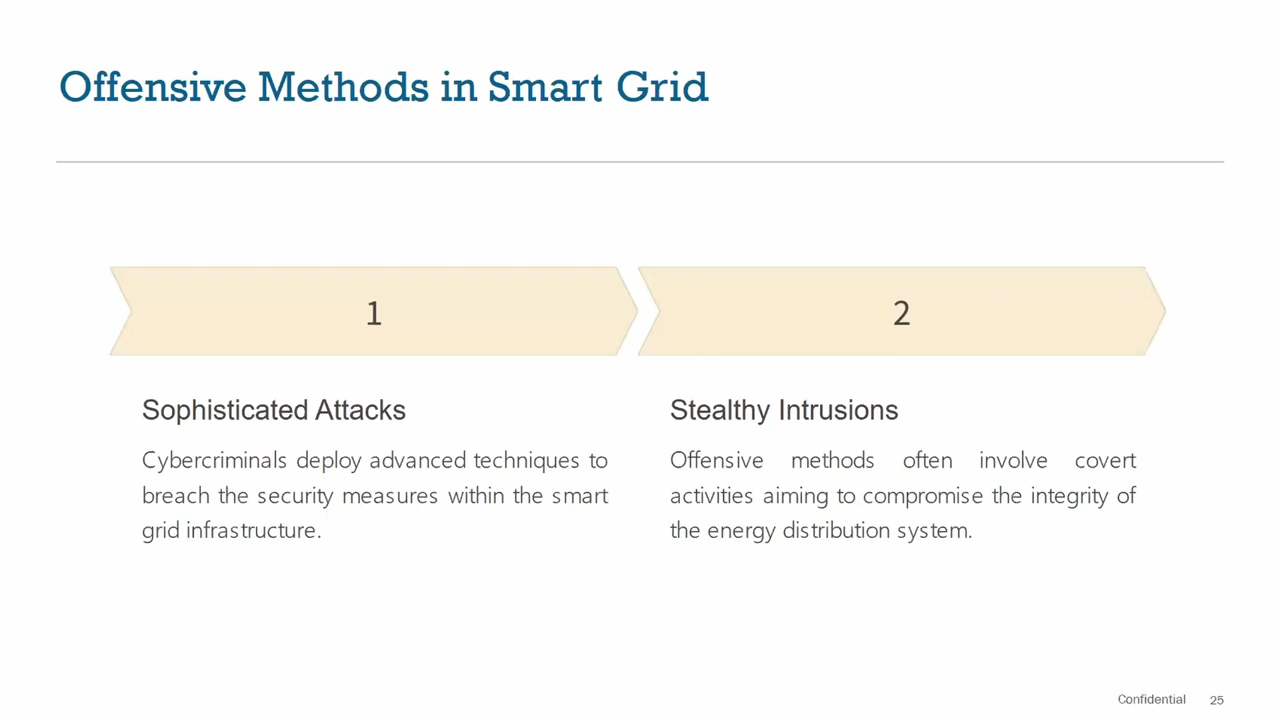 Offensive Methods in Smart Grid
1
2
Sophisticated Attacks
Cybercriminals deploy advanced techniques to
breach the security measures within the smart
grid infrastructure.
Stealthy Intrusions
Offensive methods often involve covert
activities aiming to compromise the integrity of
the energy distribution system.
Confidential 25